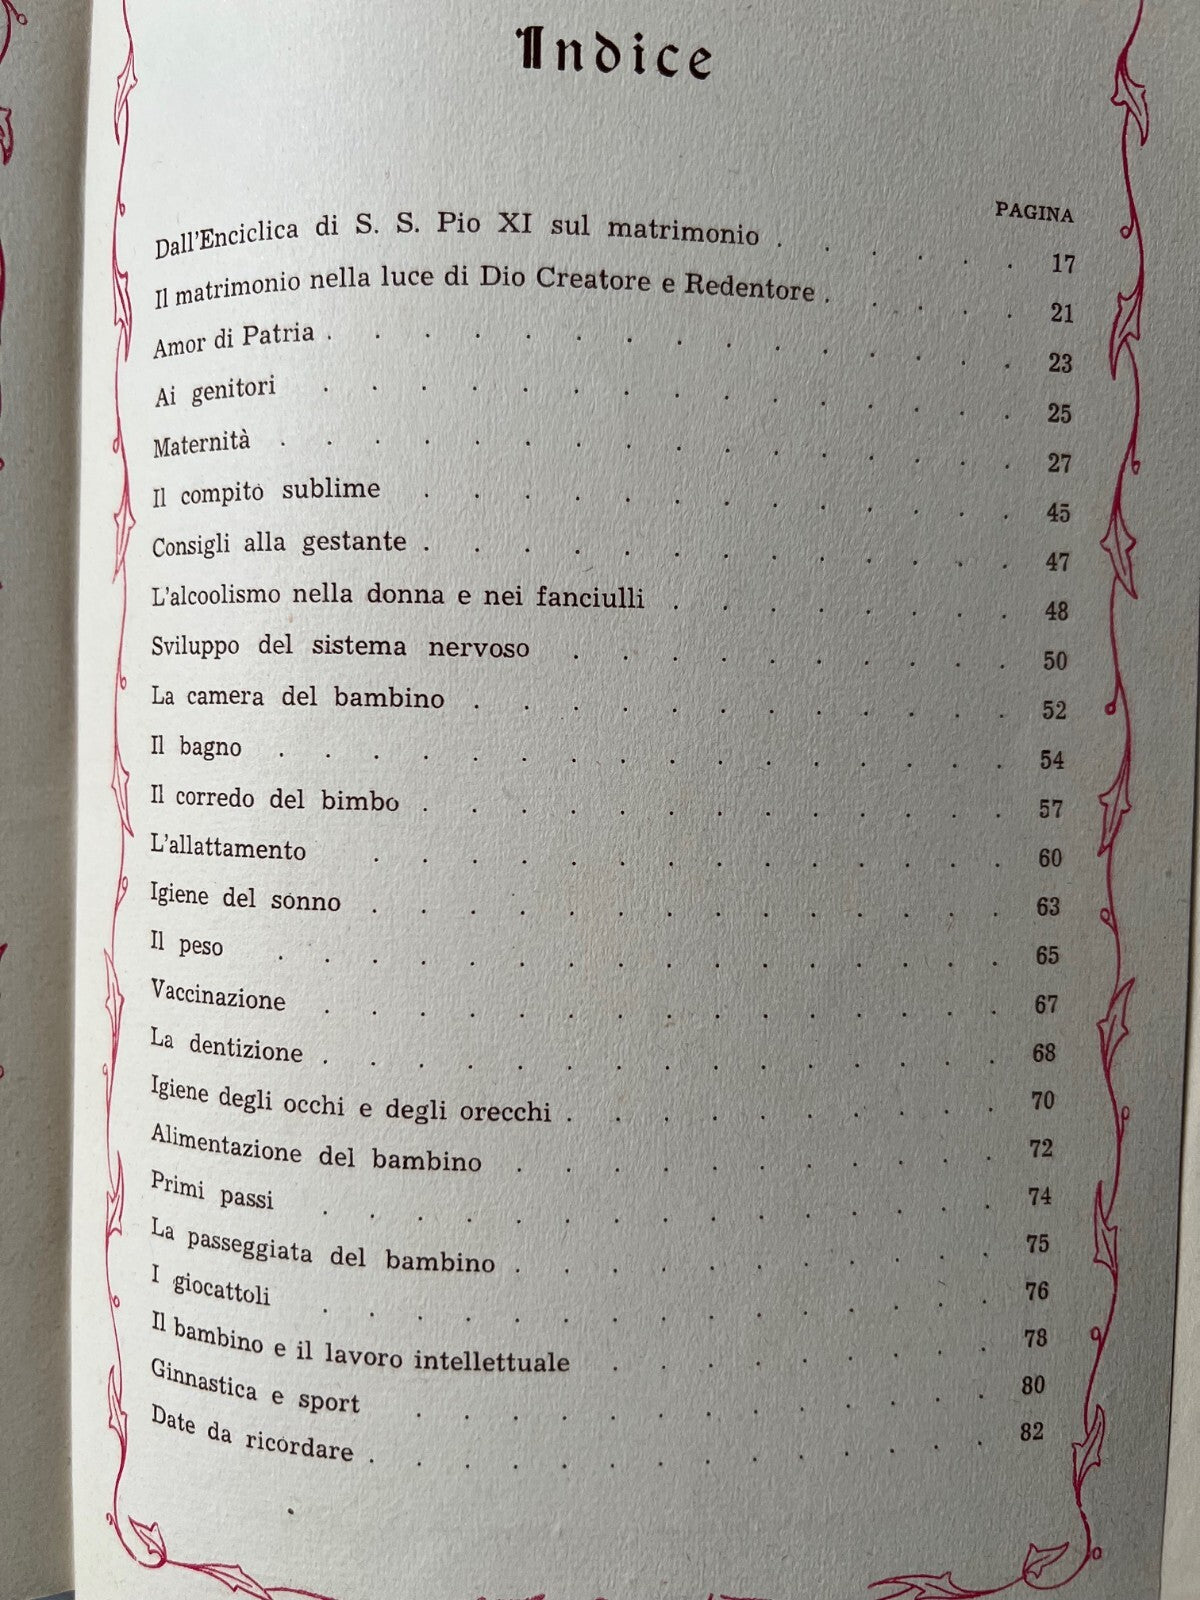 Indice
PAGINA
Dall'Enciclica di S. S. Pio XI sul matrimonio . . . . . . . 17
Il matrimonio nella luce di Dio Creatore e Redentore . . . . . 21
Amor di Patria . . . . . . . . . . . . . . . 23
Ai genitori . . . . . . . . . . . . . . . 25
Maternità . . . . . . . . . . . . . . . . 27
Il compito sublime . . . . . . . . . . . . . 45
Consigli alla gestante . . . . . . . . . . . . . 47
L'alcoolismo nella donna e nei fanciulli . . . . . . . . 48
Sviluppo del sistema nervoso . . . . . . . . . . 50
La camera del bambino . . . . . . . . . . . . 52
Il bagno . . . . . . . . . . . . . . . . 54
Il corredo del bimbo . . . . . . . . . . . . . 57
L'allattamento . . . . . . . . . . . . . . 60
Igiene del sonno . . . . . . . . . . . . . . 63
Il peso . . . . . . . . . . . . . . . . 65
Vaccinazione . . . . . . . . . . . . . . . 67
La dentizione . . . . . . . . . . . . . . . 68
Igiene degli occhi e degli orecchi . . . . . . . . . . 70
Alimentazione del bambino . . . . . . . . . . . 72
Primi passi . . . . . . . . . . . . . . . 74
La passeggiata del bambino . . . . . . . . . . . 75
I giocattoli . . . . . . . . . . . . . . . 76
Il bambino e il lavoro intellettuale . . . . . . . . . 78
Ginnastica e sport . . . . . . . . . . . . . 80
Date da ricordare . . . . . . . . . . . . . . 82